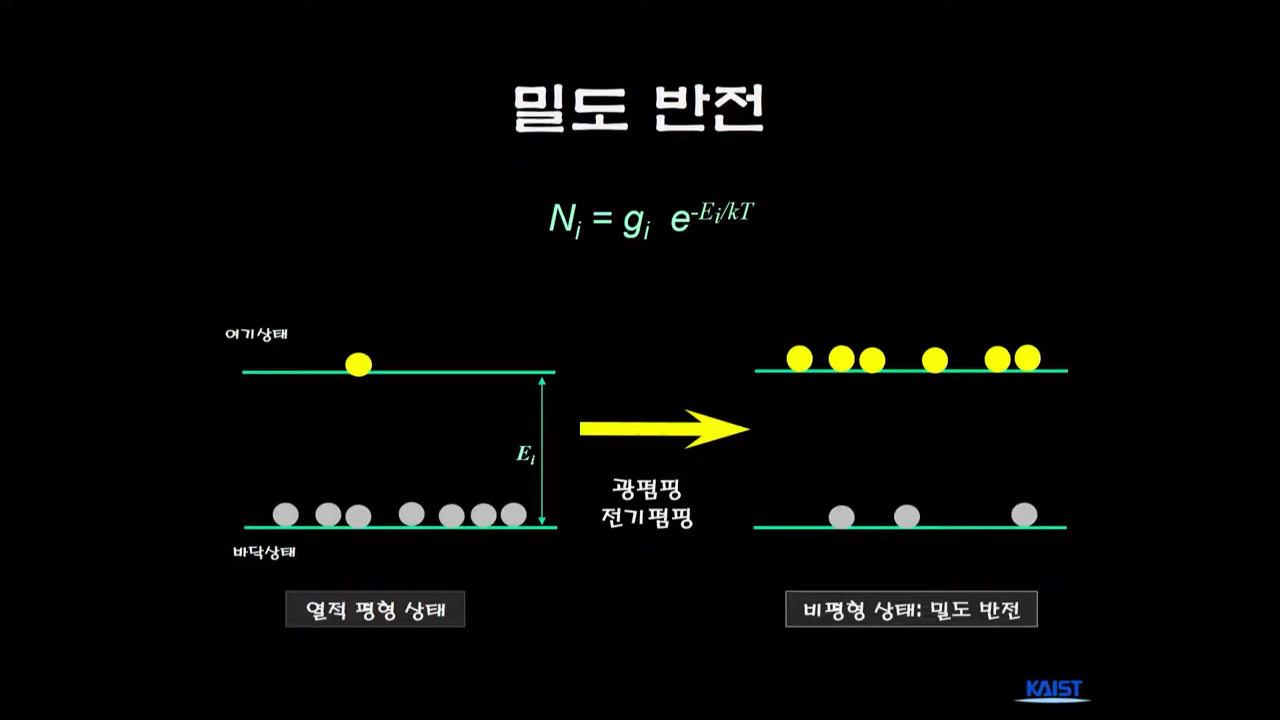 밀도 반전
Nᵢ = gᵢ e^-Eᵢ/kT
여기상태
Eᵢ
광펌핑
전기펌핑
바닥상태
열적 평형 상태
비평형 상태: 밀도 반전
KAIST